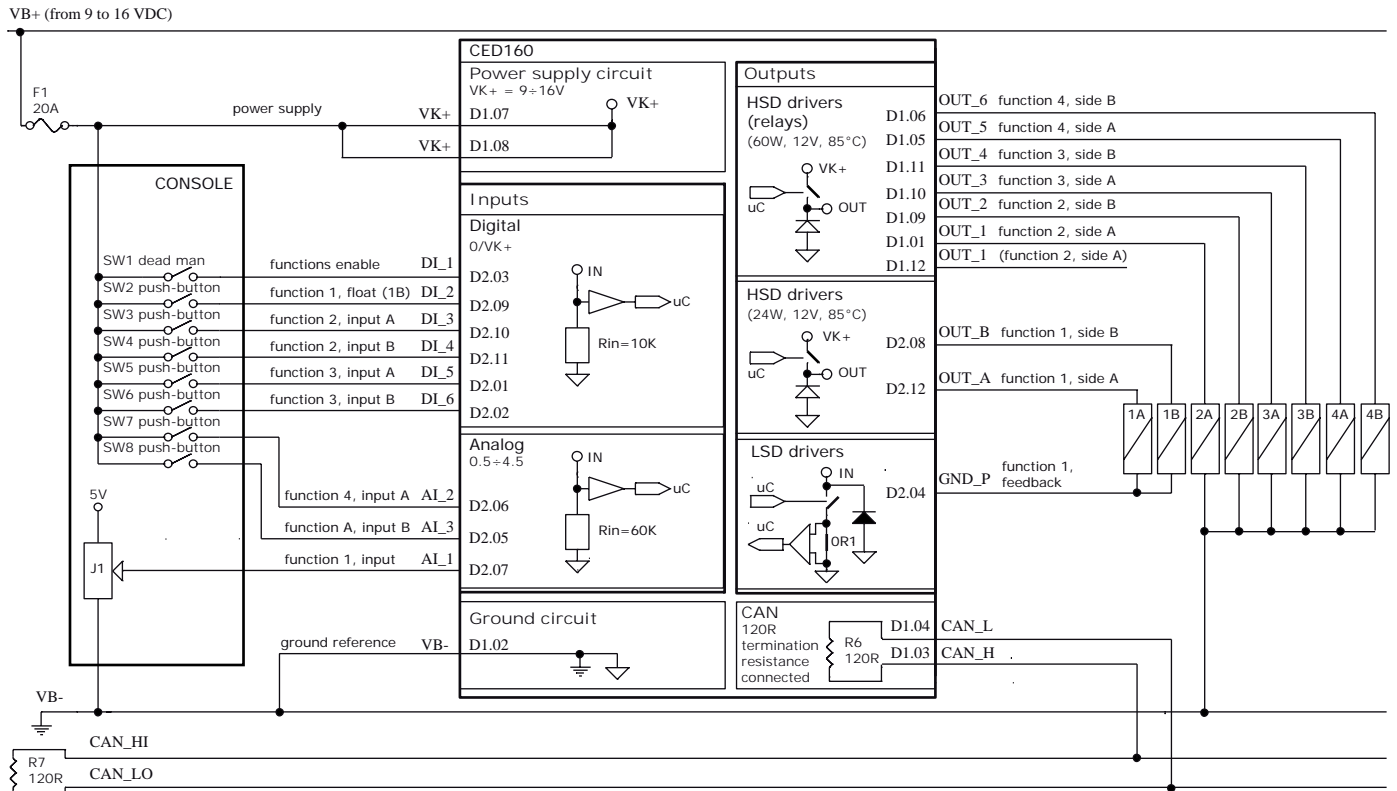 VB+ (from 9 to 16 VDC)
F1
20A
power supply
VK+
VK+
CED160
Power supply circuit
VK+ = 9÷16V
D1.07
D1.08
VK+
CONSOLE
SW1 dead man
SW2 push-button
SW3 push-button
SW4 push-button
SW5 push-button
SW6 push-button
SW7 push-button
SW8 push-button
5V
J1
functions enable DI_1
function 1, float (1B) DI_2
function 2, input A DI_3
function 2, input B DI_4
function 3, input A DI_5
function 3, input B DI_6
function 4, input A AI_2
function A, input B AI_3
function 1, input AI_1
ground reference VB-
Inputs
Digital
0/VK+
D2.03
D2.09
D2.10
D2.11
D2.01
D2.02
IN
uC
Rin=10K
Analog
0.5÷4.5
D2.06
D2.05
D2.07
IN
uC
Rin=60K
Ground circuit
D1.02
Outputs
HSD drivers
(relays)
(60W, 12V, 85°C)
VK+
uC
OUT
D1.06
D1.05
D1.11
D1.10
D1.09
D1.01
D1.12
HSD drivers
(24W, 12V, 85°C)
VK+
uC
OUT
D2.08
D2.12
LSD drivers
IN
uC
uC
0R1
D2.04
CAN
120R
termination
resistance
connected
R6
120R
D1.04
D1.03
OUT_6 function 4, side B
OUT_5 function 4, side A
OUT_4 function 3, side B
OUT_3 function 3, side A
OUT_2 function 2, side B
OUT_1 function 2, side A
OUT_1 (function 2, side A)
OUT_B function 1, side B
OUT_A function 1, side A
1A 1B 2A 2B 3A 3B 4A 4B
GND_P function 1,
feedback
CAN_L
CAN_H
VB-
CAN_HI
R7
120R
CAN_LO